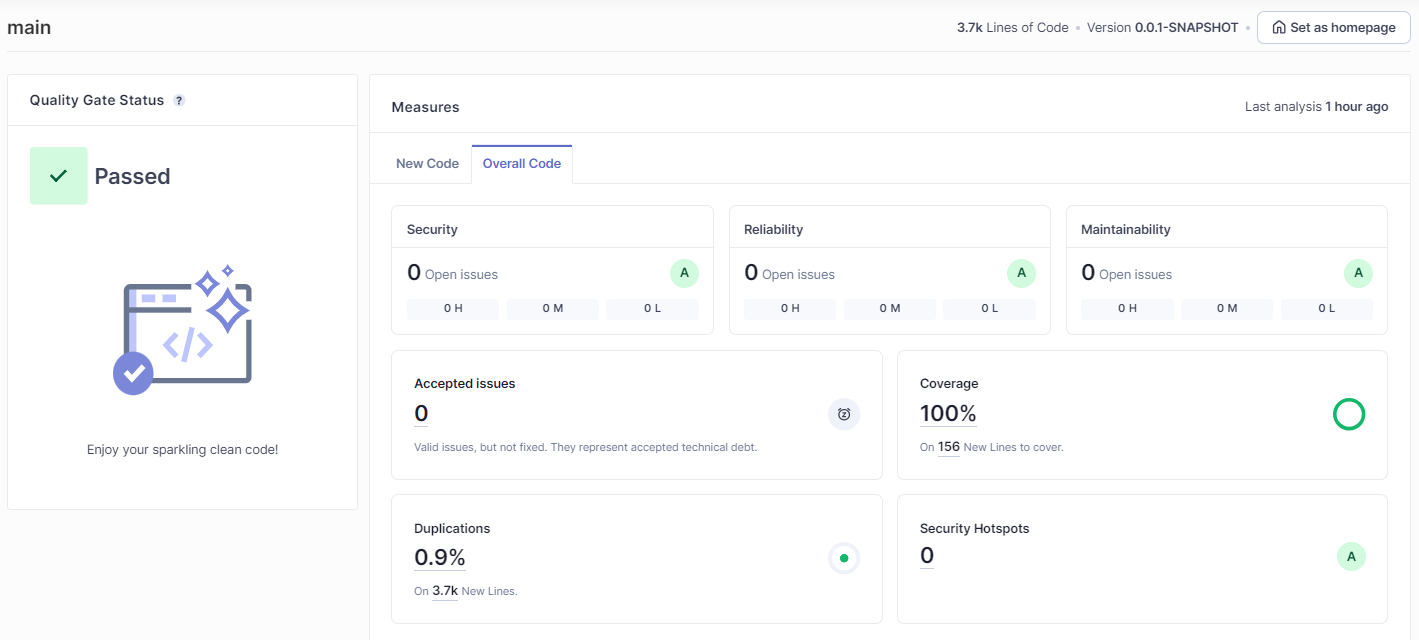 main
3.7k Lines of Code • Version 0.0.1-SNAPSHOT • Set as homepage
Quality Gate Status ?
Passed
Enjoy your sparkling clean code!
Measures
Last analysis 1 hour ago
New Code Overall Code
Security
0 Open issues A
0 H 0 M 0 L
Reliability
0 Open issues A
0 H 0 M 0 L
Maintainability
0 Open issues A
0 H 0 M 0 L
Accepted issues
0
Valid issues, but not fixed. They represent accepted technical debt.
Coverage
100%
On 156 New Lines to cover.
Duplications
0.9%
On 3.7k New Lines.
Security Hotspots
0 A